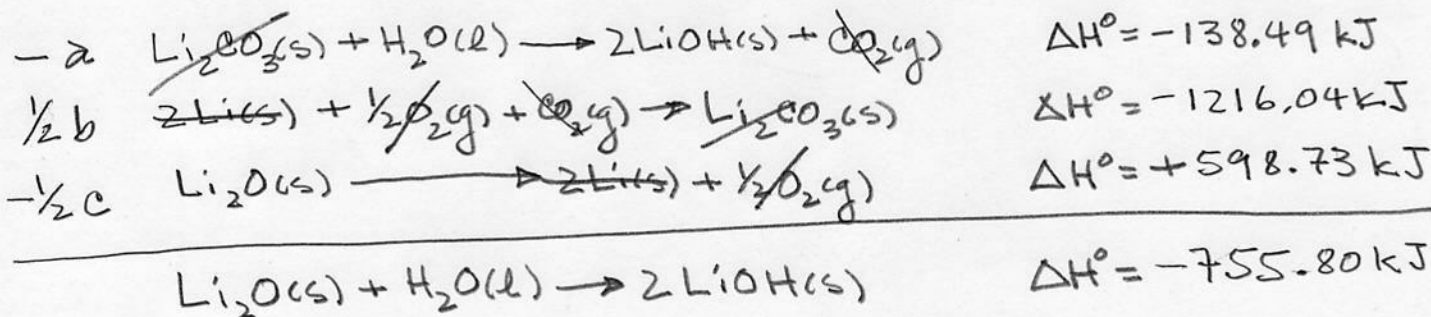 -a Li₂CO₃(s) + H₂O(l) → 2LiOH(s) + CO₂(g) ΔH° = -138.49 kJ
½b 2Li(s) + ½O₂(g) + CO₂(g) → Li₂CO₃(s) ΔH° = -1216.04 kJ
-½c Li₂O(s) → 2Li(s) + ½O₂(g) ΔH° = +598.73 kJ
Li₂O(s) + H₂O(l) → 2LiOH(s) ΔH° = -755.80 kJ